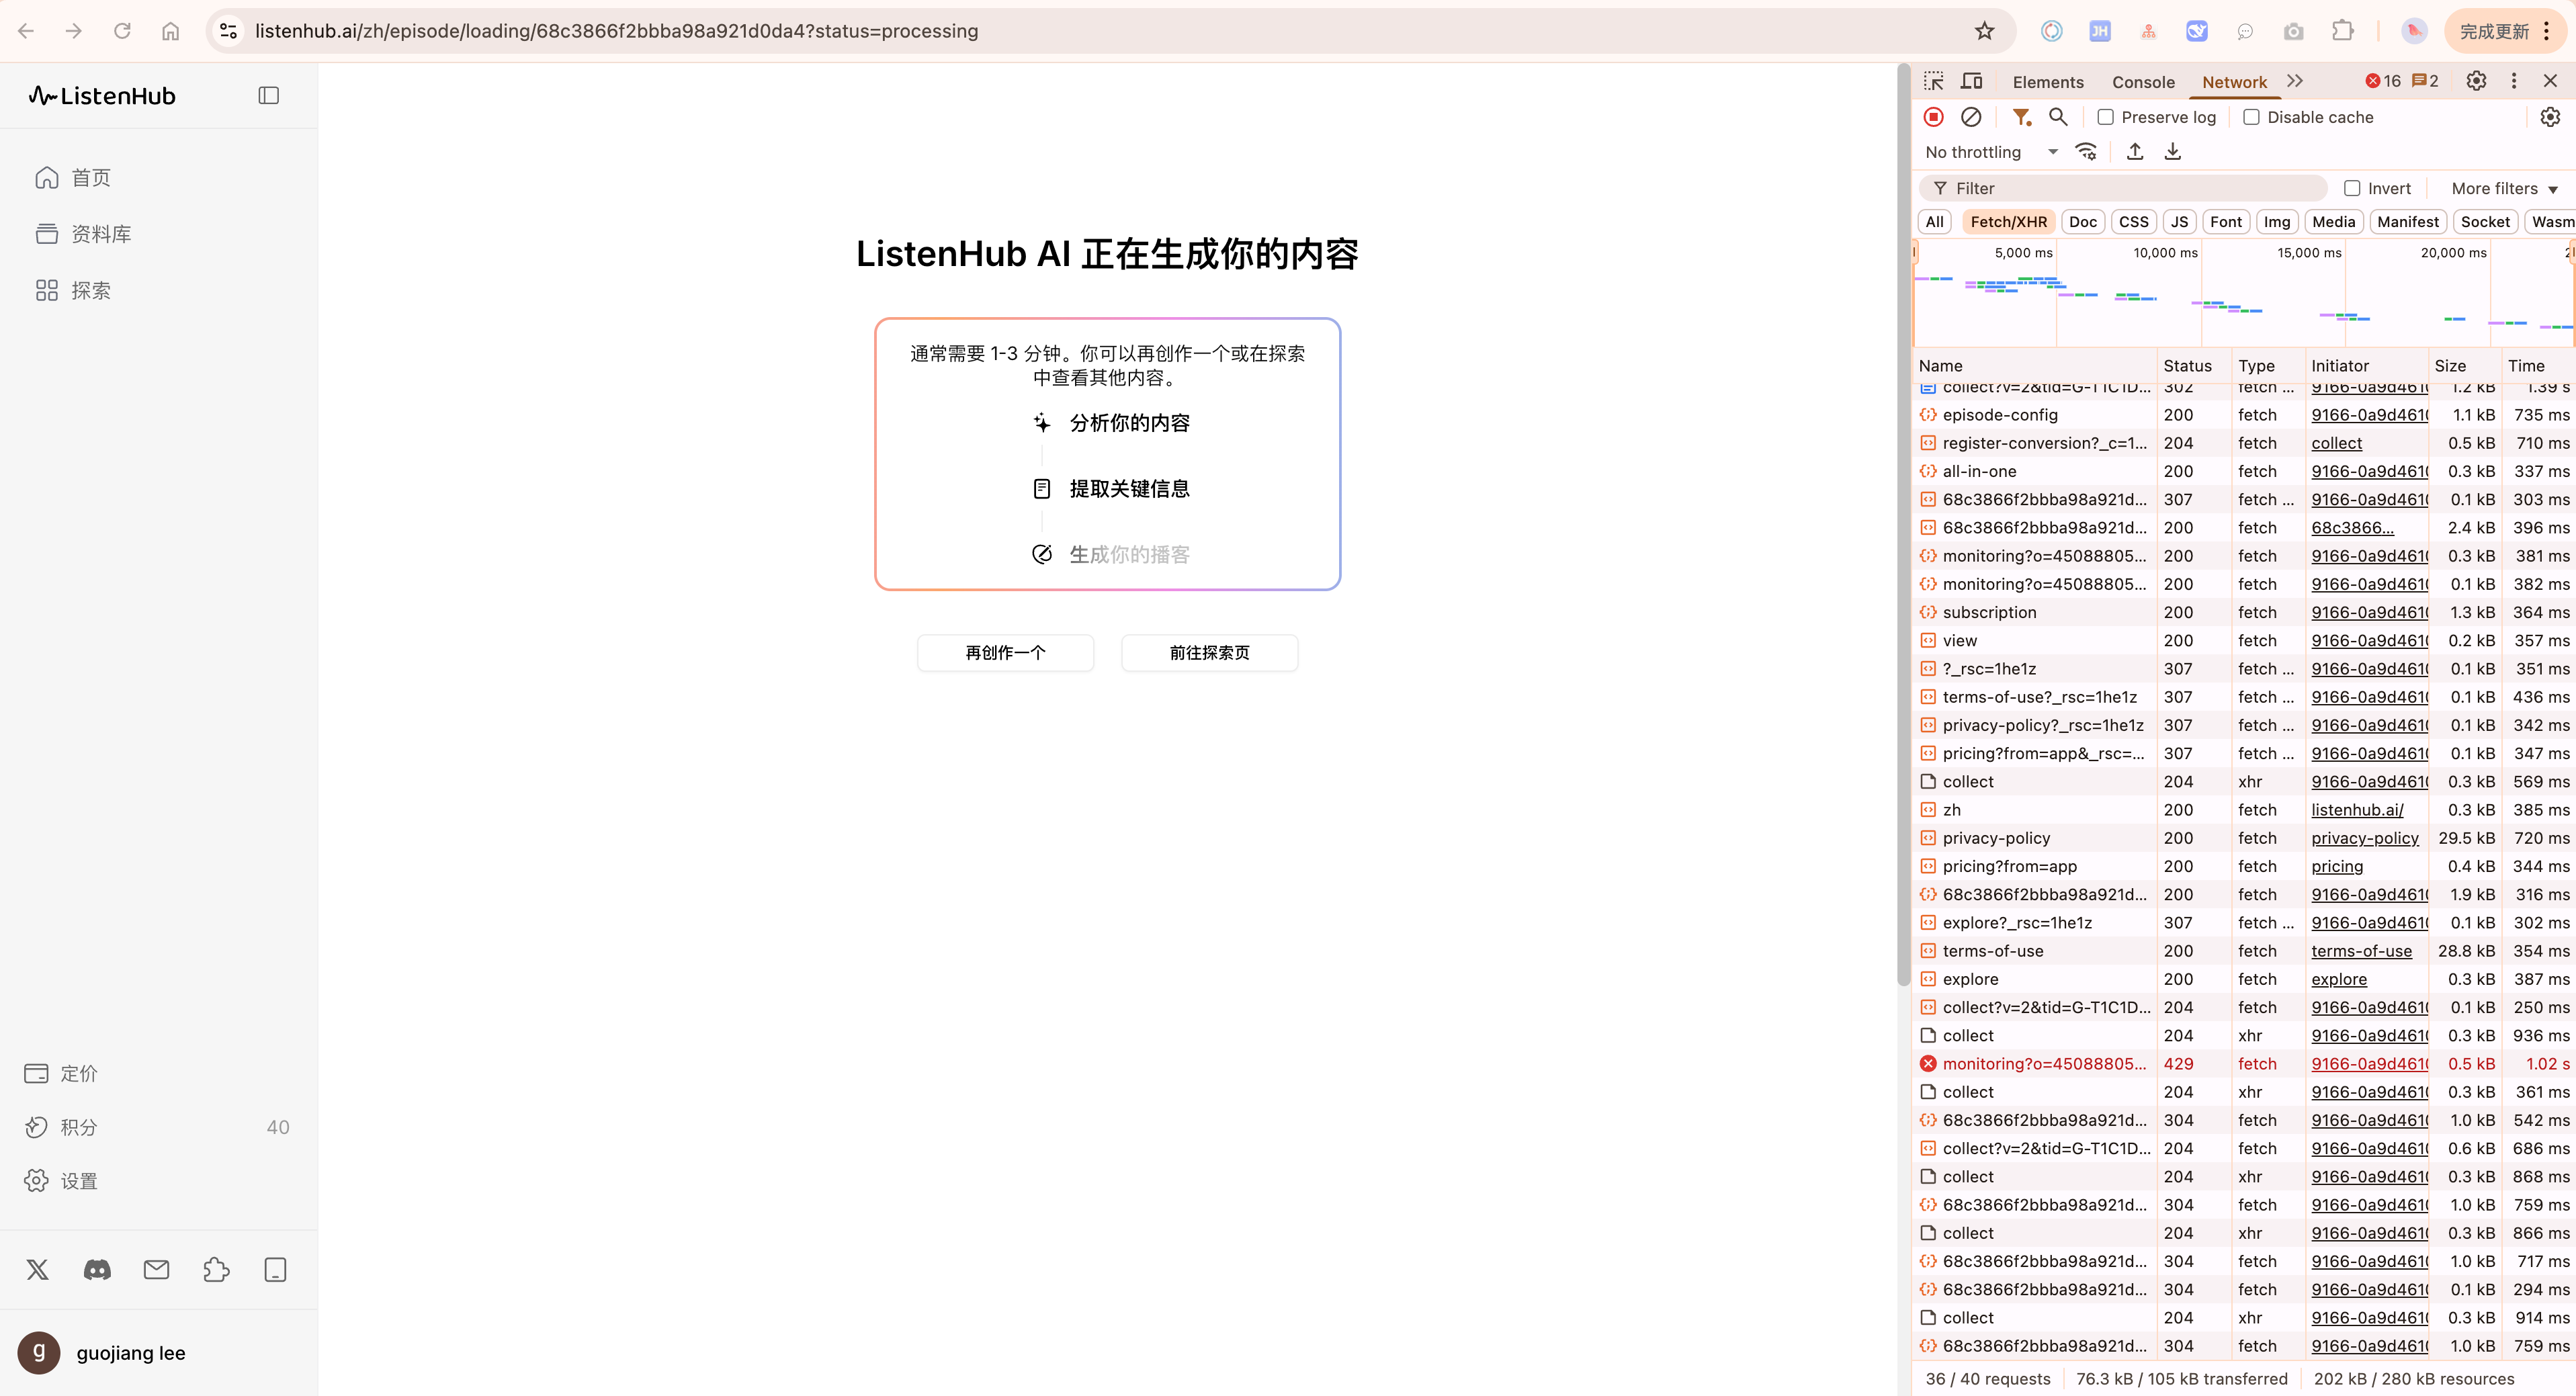 listenhub.ai/zh/episode/loading/68c3866f2bbba98a921d0da4?status=processing
JH
完成更新
ListenHub
首页
资料库
探索
定价
积分 40
设置
g guojiang lee
ListenHub AI 正在生成你的内容
通常需要 1-3 分钟。你可以再创作一个或在探索
中查看其他内容。
分析你的内容
提取关键信息
生成你的播客
再创作一个 前往探索页
Elements Console Network 16 2
Preserve log Disable cache
No throttling
Filter Invert More filters
All Fetch/XHR Doc CSS JS Font Img Media Manifest Socket Wasm
5,000 ms 10,000 ms 15,000 ms 20,000 ms
Name Status Type Initiator Size Time
collect?v=2&tid=G-T1C1D... 302 fetch ... 9166-0a9d461 1.2 kB 1.39 s
episode-config 200 fetch 9166-0a9d461 1.1 kB 735 ms
register-conversion?_c=1... 204 fetch collect 0.5 kB 710 ms
all-in-one 200 fetch 9166-0a9d461 0.3 kB 337 ms
68c3866f2bbba98a921d... 307 fetch ... 9166-0a9d461 0.1 kB 303 ms
68c3866f2bbba98a921d... 200 fetch 68c3866... 2.4 kB 396 ms
monitoring?o=45088805... 200 fetch 9166-0a9d461 0.3 kB 381 ms
monitoring?o=45088805... 200 fetch 9166-0a9d461 0.1 kB 382 ms
subscription 200 fetch 9166-0a9d461 1.3 kB 364 ms
view 200 fetch 9166-0a9d461 0.2 kB 357 ms
?_rsc=1he1z 307 fetch ... 9166-0a9d461 0.1 kB 351 ms
terms-of-use?_rsc=1he1z 307 fetch ... 9166-0a9d461 0.1 kB 436 ms
privacy-policy?_rsc=1he1z 307 fetch ... 9166-0a9d461 0.1 kB 342 ms
pricing?from=app&_rsc=... 307 fetch ... 9166-0a9d461 0.1 kB 347 ms
collect 204 xhr 9166-0a9d461 0.3 kB 569 ms
zh 200 fetch listenhub.ai/ 0.3 kB 385 ms
privacy-policy 200 fetch privacy-policy 29.5 kB 720 ms
pricing?from=app 200 fetch pricing 0.4 kB 344 ms
68c3866f2bbba98a921d... 200 fetch 9166-0a9d461 1.9 kB 316 ms
explore?_rsc=1he1z 307 fetch ... 9166-0a9d461 0.1 kB 302 ms
terms-of-use 200 fetch terms-of-use 28.8 kB 354 ms
explore 200 fetch explore 0.3 kB 387 ms
collect?v=2&tid=G-T1C1D... 204 fetch 9166-0a9d461 0.1 kB 250 ms
collect 204 xhr 9166-0a9d461 0.3 kB 936 ms
monitoring?o=45088805... 429 fetch 9166-0a9d461 0.5 kB 1.02 s
collect 204 xhr 9166-0a9d461 0.3 kB 361 ms
68c3866f2bbba98a921d... 304 fetch 9166-0a9d461 1.0 kB 542 ms
collect?v=2&tid=G-T1C1D... 204 fetch 9166-0a9d461 0.6 kB 686 ms
collect 204 xhr 9166-0a9d461 0.3 kB 868 ms
68c3866f2bbba98a921d... 304 fetch 9166-0a9d461 1.0 kB 759 ms
collect 204 xhr 9166-0a9d461 0.3 kB 866 ms
68c3866f2bbba98a921d... 304 fetch 9166-0a9d461 1.0 kB 717 ms
68c3866f2bbba98a921d... 304 fetch 9166-0a9d461 0.1 kB 294 ms
collect 204 xhr 9166-0a9d461 0.3 kB 914 ms
68c3866f2bbba98a921d... 304 fetch 9166-0a9d461 1.0 kB 759 ms
36 / 40 requests 76.3 kB / 105 kB transferred 202 kB / 280 kB resources